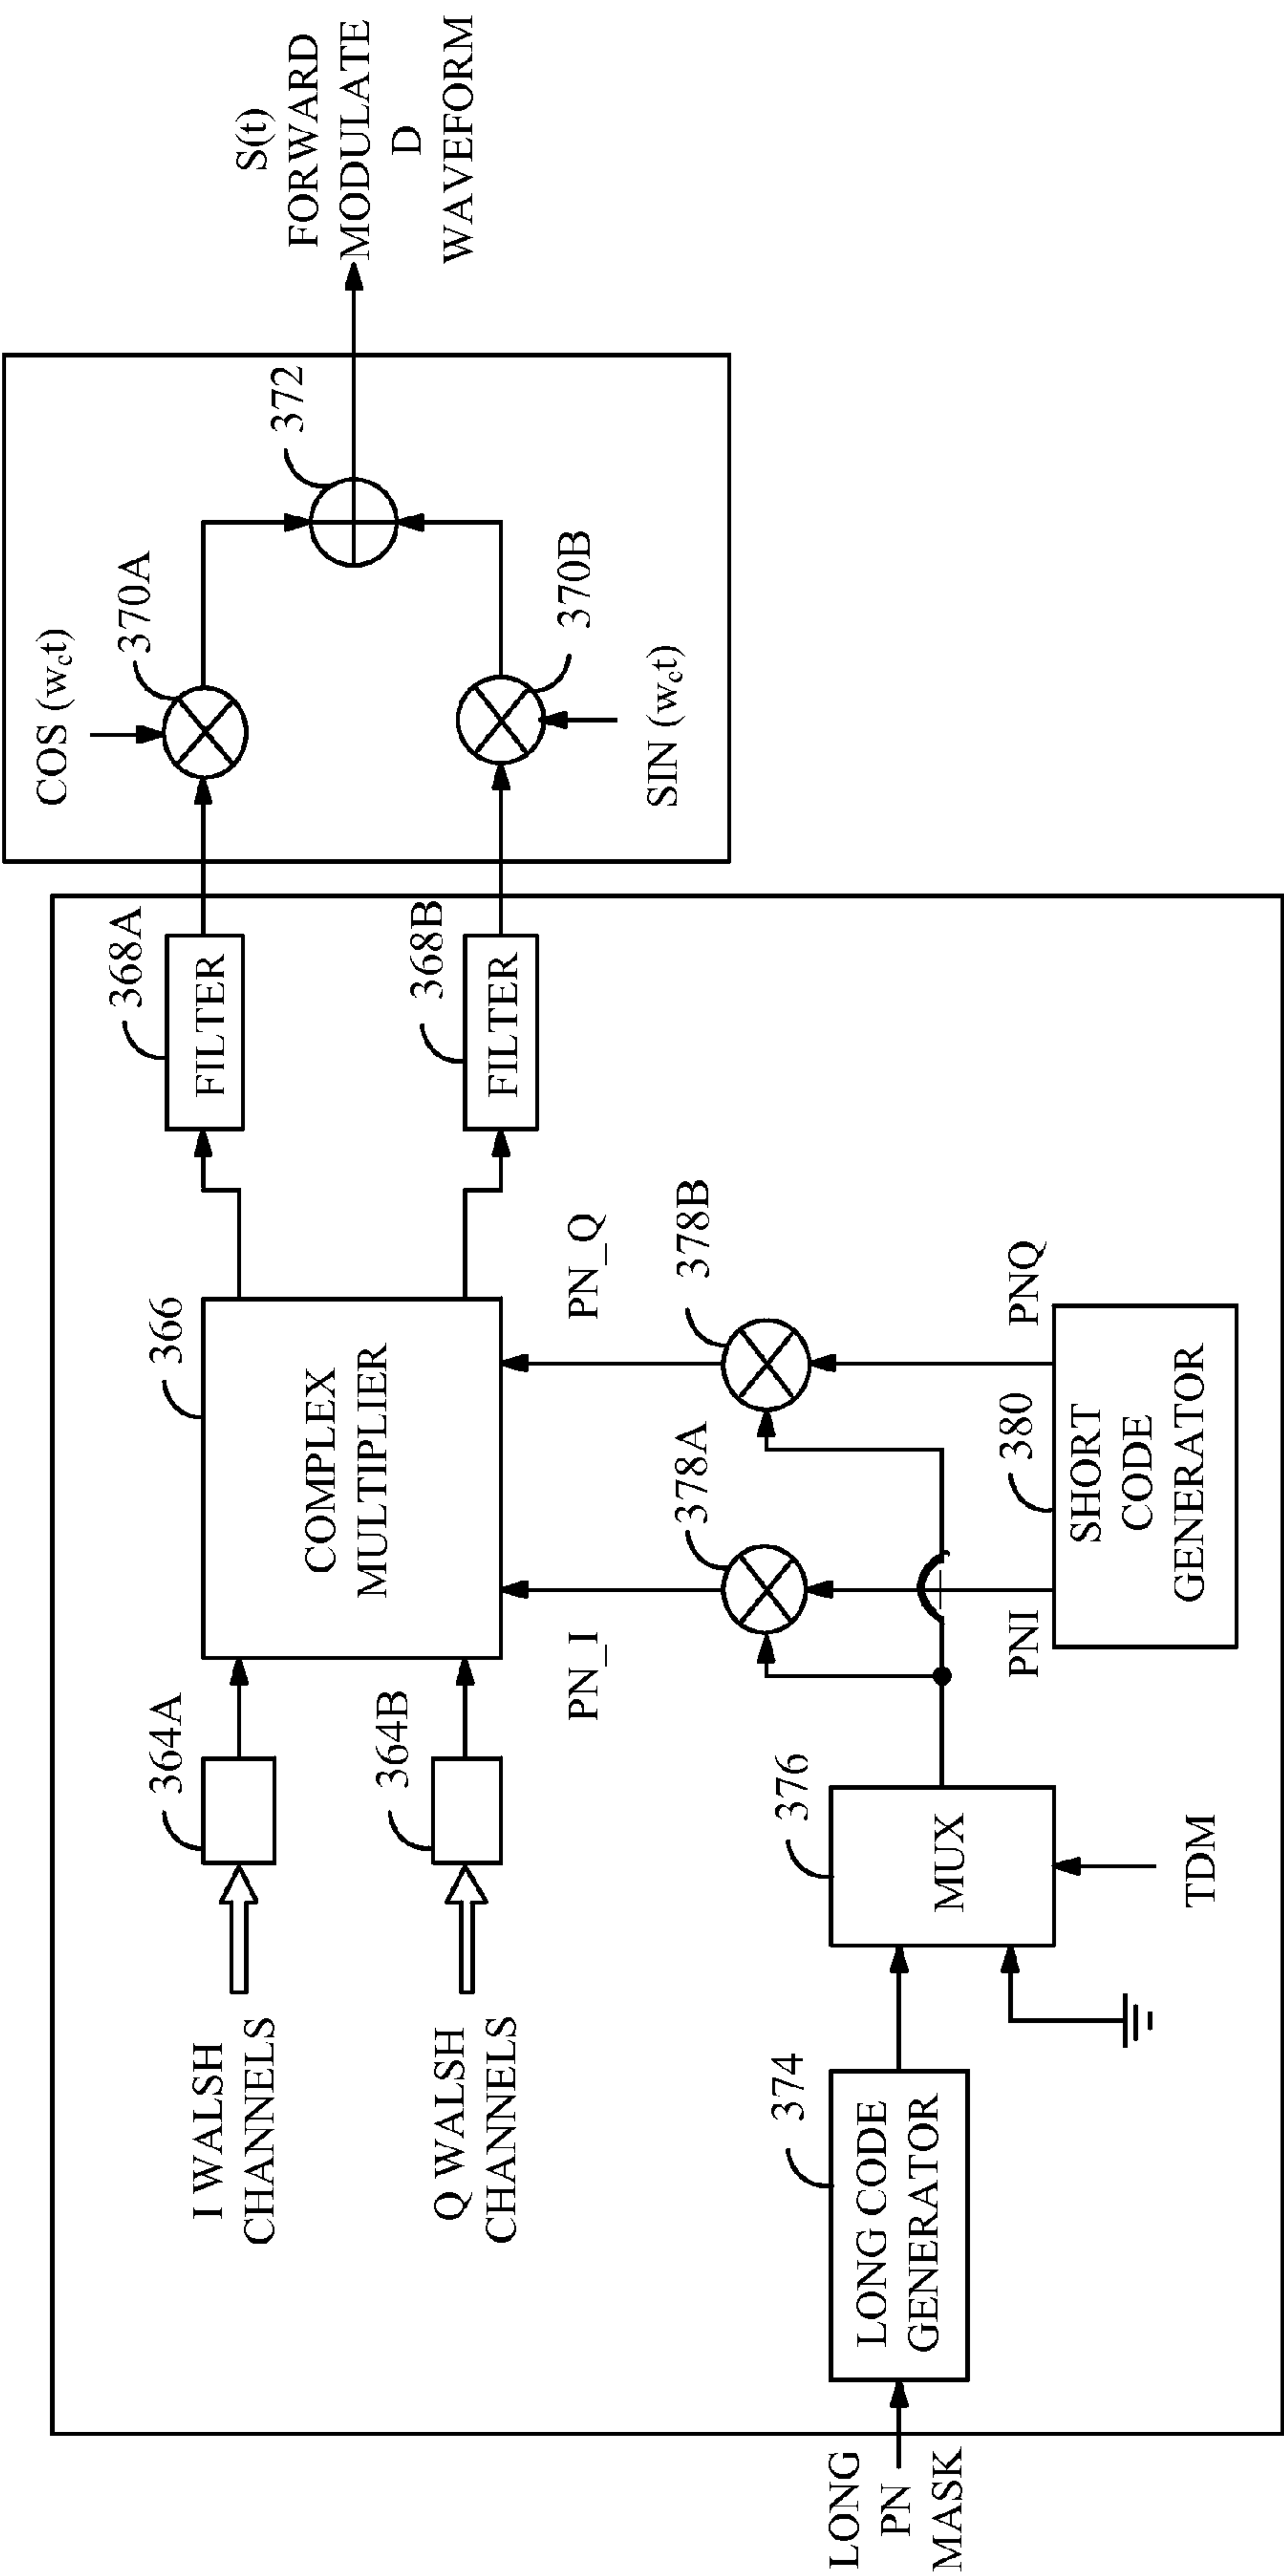 I WALSH
CHANNELS
364A
366
COMPLEX
MULTIPLIER
368A
FILTER
COS (wct)
370A
372
S(t)
FORWARD
MODULATE
D
WAVEFORM
Q WALSH
CHANNELS
364B
368B
FILTER
370B
SIN (wct)
PN_I
PN_Q
378A
378B
LONG
PN
MASK
374
LONG CODE
GENERATOR
376
MUX
TDM
PNI
PNQ
380
SHORT
CODE
GENERATOR